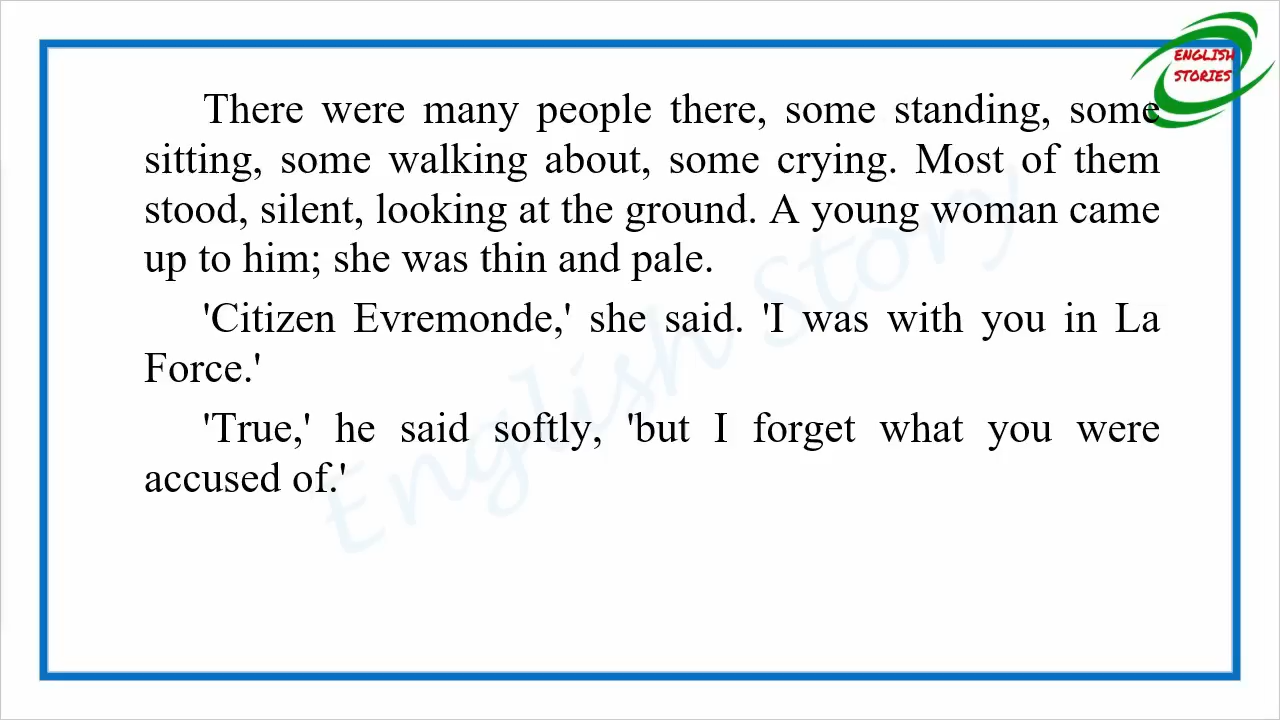 ENGLISH
STORIES
There were many people there, some standing, some
sitting, some walking about, some crying. Most of them
stood, silent, looking at the ground. A young woman came
up to him; she was thin and pale.
'Citizen Evremonde,' she said. 'I was with you in La
Force.'
'True,' he said softly, 'but I forget what you were
accused of.'
English Story